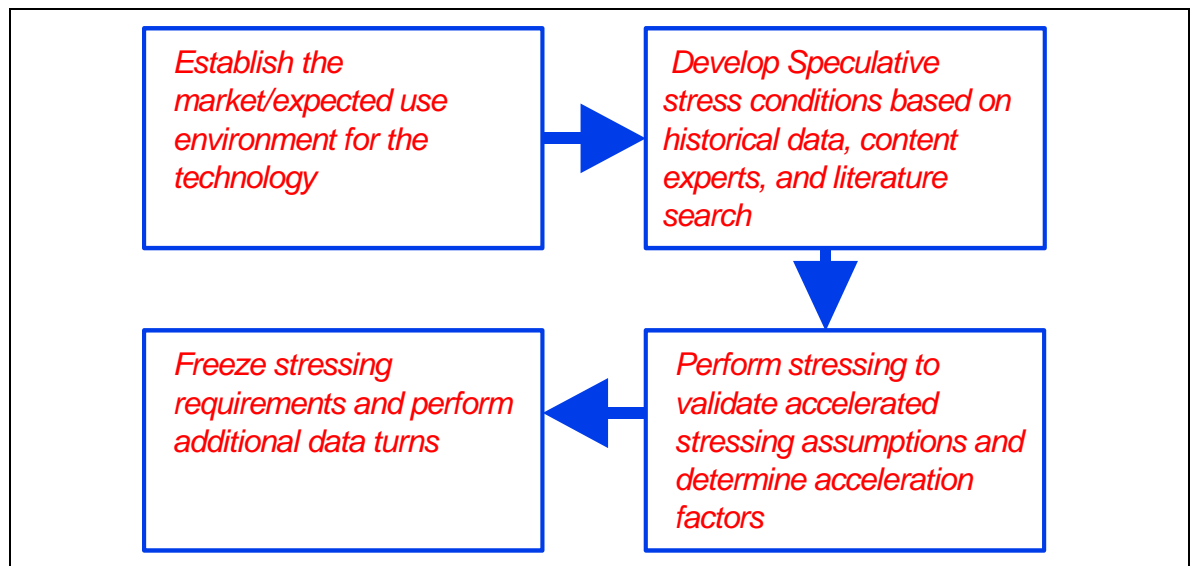 Establish the
market/expected use
environment for the
technology
Develop Speculative
stress conditions based on
historical data, content
experts, and literature
search
Perform stressing to
validate accelerated
stressing assumptions and
determine acceleration
factors
Freeze stressing
requirements and perform
additional data turns